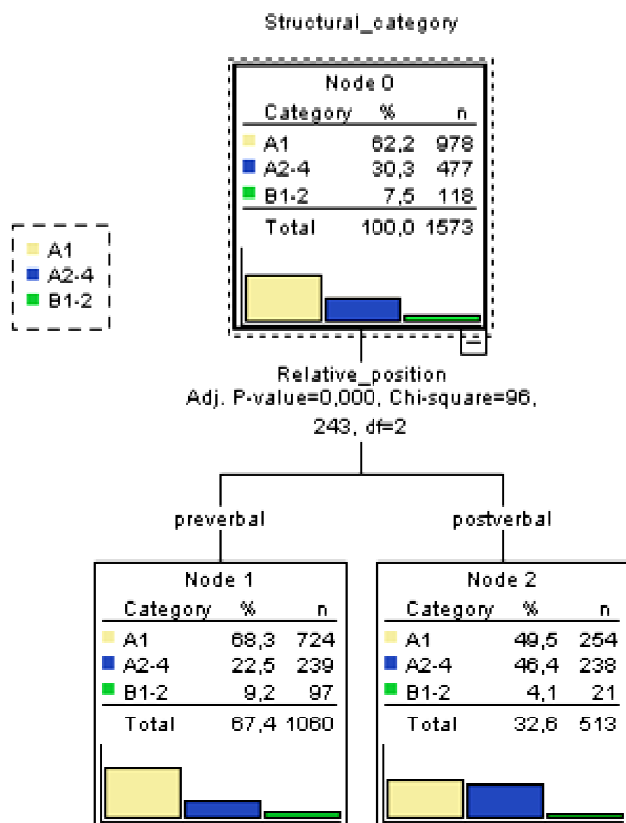 Structural_category
Node 0
Category % n
A1 62,2 978
A2-4 30,3 477
B1-2 7,5 118
Total 100,0 1573
A1
A2-4
B1-2
Relative_position
Adj. P-value=0,000, Chi-square=96,
243, df=2
preverbal
postverbal
Node 1
Category % n
A1 68,3 724
A2-4 22,5 239
B1-2 9,2 97
Total 67,4 1060
Node 2
Category % n
A1 49,5 254
A2-4 46,4 238
B1-2 4,1 21
Total 32,6 513